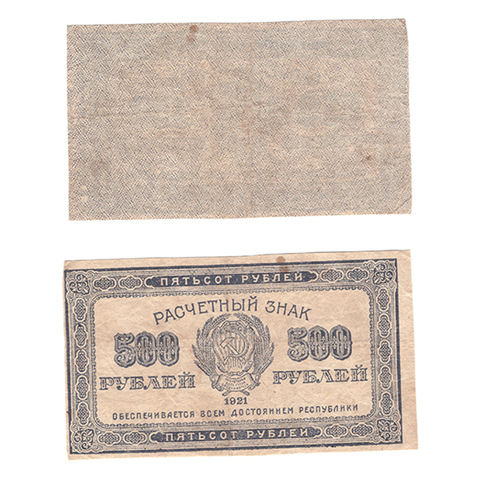 ПЯТЬСОТ РУБЛЕЙ
РАСЧЕТНЫЙ ЗНАК
500 500
РУБЛЕЙ РУБЛЕЙ
1921
ОБЕСПЕЧИВАЕТСЯ ВСЕМ ДОСТОЯНИЕМ РЕСПУБЛИКИ
ПЯТЬСОТ РУБЛЕЙ